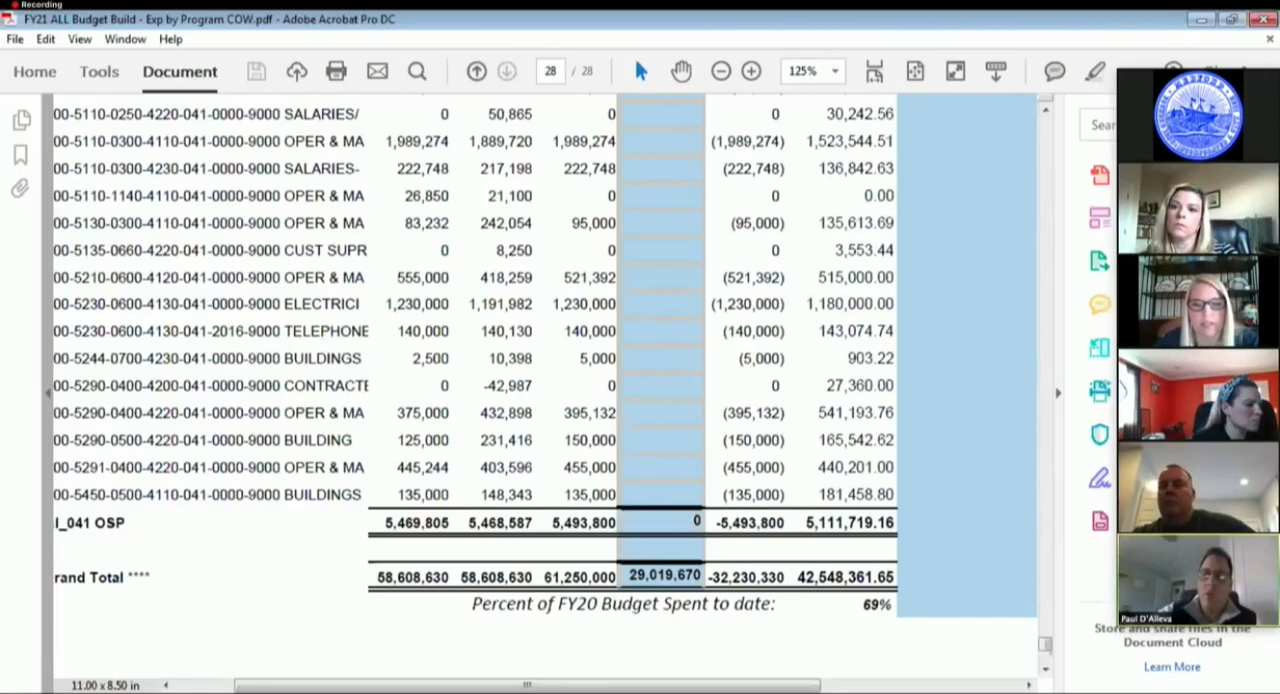 Recording
FY21 ALL Budget Build - Exp by Program COW.pdf - Adobe Acrobat Pro DC
File Edit View Window Help
Home Tools Document 28 / 28 125%
00-5110-0250-4220-041-0000-9000 SALARIES/ 0 50,865 0 0 30,242.56
00-5110-0300-4110-041-0000-9000 OPER & MA 1,989,274 1,889,720 1,989,274 (1,989,274) 1,523,544.51
00-5110-0300-4230-041-0000-9000 SALARIES- 222,748 217,198 222,748 (222,748) 136,842.63
00-5110-1140-4110-041-0000-9000 OPER & MA 26,850 21,100 0 0 0.00
00-5130-0300-4110-041-0000-9000 OPER & MA 83,232 242,054 95,000 (95,000) 135,613.69
00-5135-0660-4220-041-0000-9000 CUST SUPR 0 8,250 0 0 3,553.44
00-5210-0600-4120-041-0000-9000 OPER & MA 555,000 418,259 521,392 (521,392) 515,000.00
00-5230-0600-4130-041-0000-9000 ELECTRICI 1,230,000 1,191,982 1,230,000 (1,230,000) 1,180,000.00
00-5230-0600-4130-041-2016-9000 TELEPHONE 140,000 140,130 140,000 (140,000) 143,074.74
00-5244-0700-4230-041-0000-9000 BUILDINGS 2,500 10,398 5,000 (5,000) 903.22
00-5290-0400-4200-041-0000-9000 CONTRACTE 0 -42,987 0 0 27,360.00
00-5290-0400-4220-041-0000-9000 OPER & MA 375,000 432,898 395,132 (395,132) 541,193.76
00-5290-0500-4220-041-0000-9000 BUILDING 125,000 231,416 150,000 (150,000) 165,542.62
00-5291-0400-4220-041-0000-9000 OPER & MA 445,244 403,596 455,000 (455,000) 440,201.00
00-5450-0500-4110-041-0000-9000 BUILDINGS 135,000 148,343 135,000 (135,000) 181,458.80
l_041 OSP 5,469,805 5,468,587 5,493,800 0 -5,493,800 5,111,719.16
rand Total **** 58,608,630 58,608,630 61,250,000 29,019,670 -32,230,330 42,548,361.65
Percent of FY20 Budget Spent to date: 69%
11.00 x 8.50 in
Sear
Paul D'Alleva
Store and share files in the
Document Cloud
Learn More